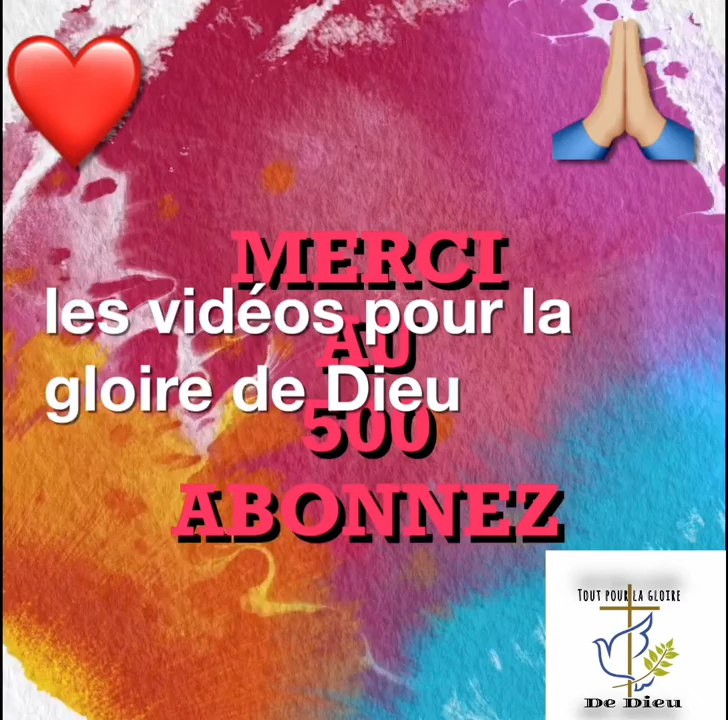 MERCI
les vidéos pour la
AU
gloire de Dieu
500
ABONNEZ
TOUT POUR LA GLOIRE
De Dieu